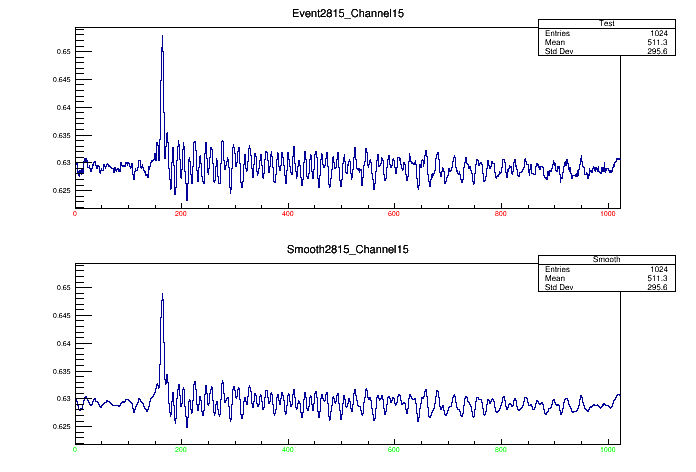 Event2815_Channel15
Test
Entries 1024
Mean 511.3
Std Dev 295.6
0.65
0.645
0.64
0.635
0.63
0.625
0 200 400 600 800 1000
Smooth2815_Channel15
Smooth
Entries 1024
Mean 511.3
Std Dev 295.6
0.65
0.645
0.64
0.635
0.63
0.625
0 200 400 600 800 1000